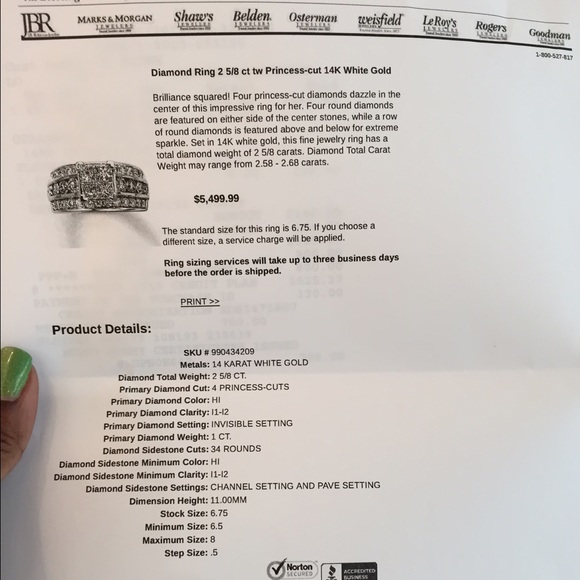 JBR MARKS & MORGAN JEWELERS Shaw's JEWELERS Belden JEWELERS Osterman JEWELERS weisfield JEWELERS LeRoy's JEWELERS Rogers JEWELERS Goodman JEWELERS
1-800-527-817
Diamond Ring 2 5/8 ct tw Princess-cut 14K White Gold
Brilliance squared! Four princess-cut diamonds dazzle in the
center of this impressive ring for her. Four round diamonds
are featured on either side of the center stones, while a row
of round diamonds is featured above and below for extreme
sparkle. Set in 14K white gold, this fine jewelry ring has a
total diamond weight of 2 5/8 carats. Diamond Total Carat
Weight may range from 2.58 - 2.68 carats.
$5,499.99
The standard size for this ring is 6.75. If you choose a
different size, a service charge will be applied.
Ring sizing services will take up to three business days
before the order is shipped.
PRINT >>
Product Details:
SKU # 990434209
Metals: 14 KARAT WHITE GOLD
Diamond Total Weight: 2 5/8 CT.
Primary Diamond Cut: 4 PRINCESS-CUTS
Primary Diamond Color: HI
Primary Diamond Clarity: I1-I2
Primary Diamond Setting: INVISIBLE SETTING
Primary Diamond Weight: 1 CT.
Diamond Sidestone Cuts: 34 ROUNDS
Diamond Sidestone Minimum Color: HI
Diamond Sidestone Minimum Clarity: I1-I2
Diamond Sidestone Settings: CHANNEL SETTING AND PAVE SETTING
Dimension Height: 11.00MM
Stock Size: 6.75
Minimum Size: 6.5
Maximum Size: 8
Step Size: .5
Norton SECURED ACCREDITED BUSINESS